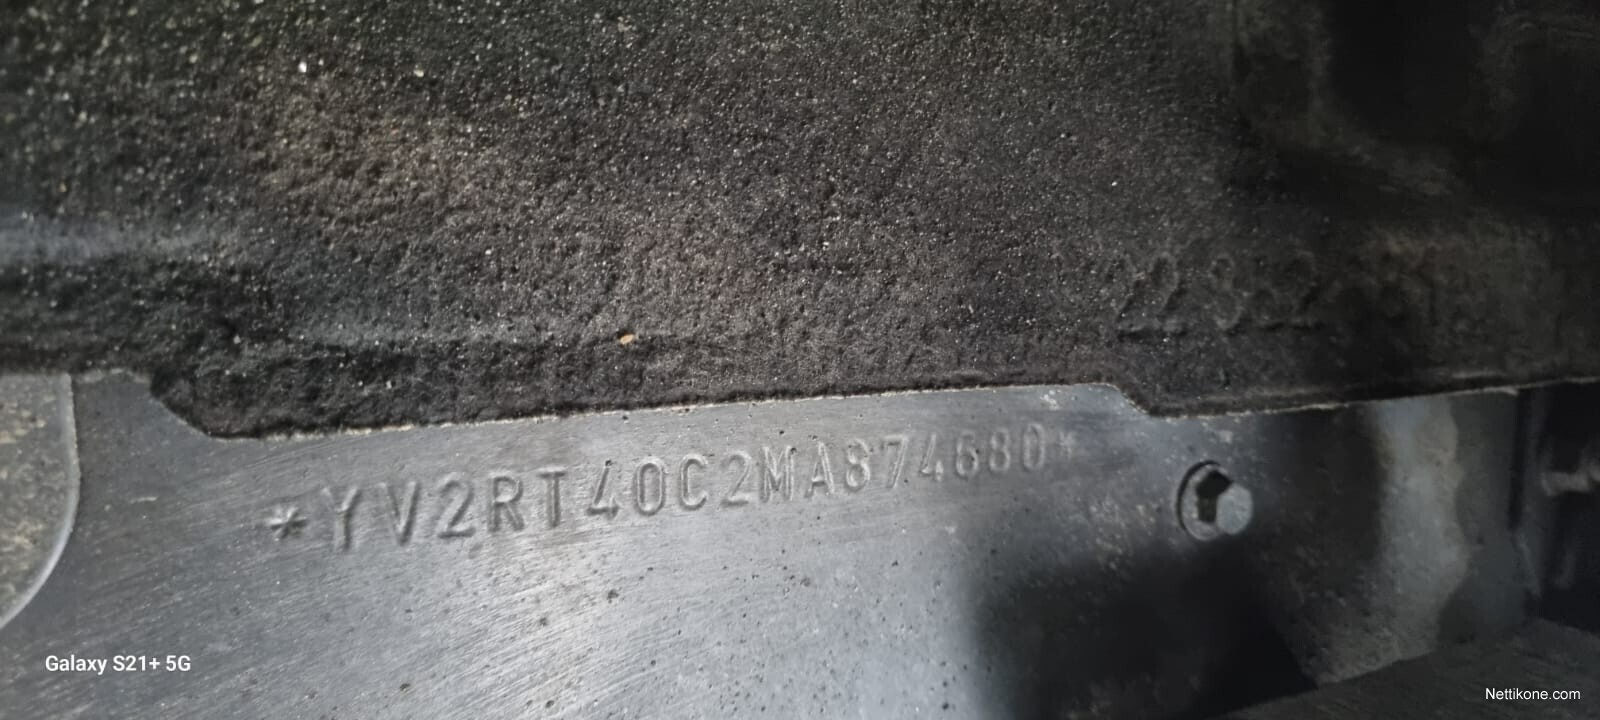 *YV2RT40C2MA874680*
Galaxy S21+ 5G
Nettikone.com